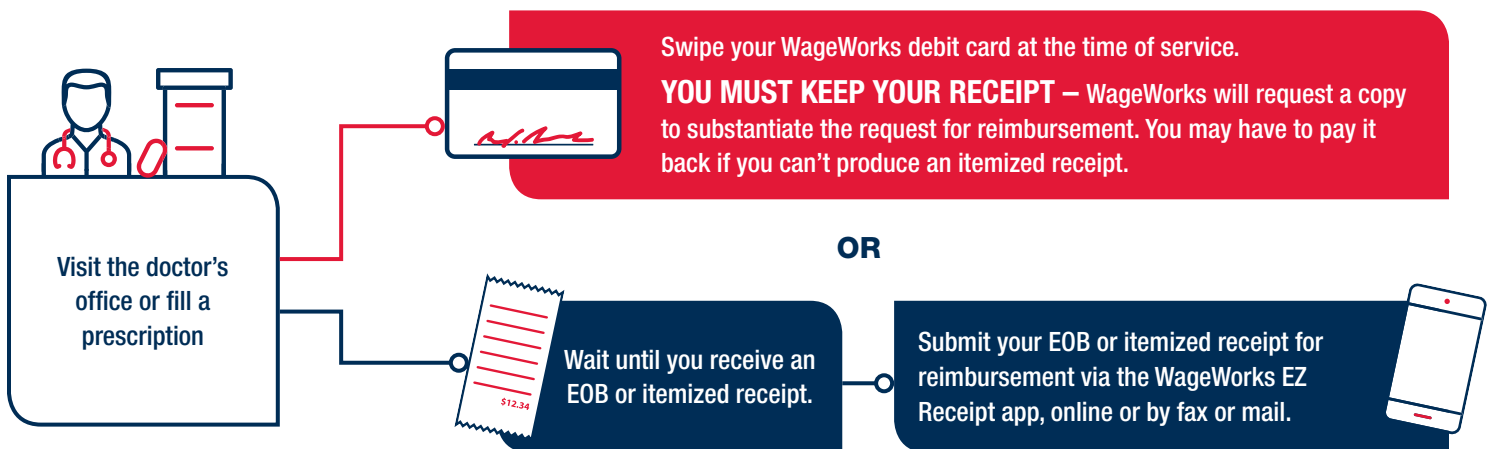 Swipe your WageWorks debit card at the time of service.
YOU MUST KEEP YOUR RECEIPT – WageWorks will request a copy
to substantiate the request for reimbursement. You may have to pay it
back if you can't produce an itemized receipt.
Visit the doctor's
office or fill a
prescription
OR
$12.34
Wait until you receive an
EOB or itemized receipt.
Submit your EOB or itemized receipt for
reimbursement via the WageWorks EZ
Receipt app, online or by fax or mail.